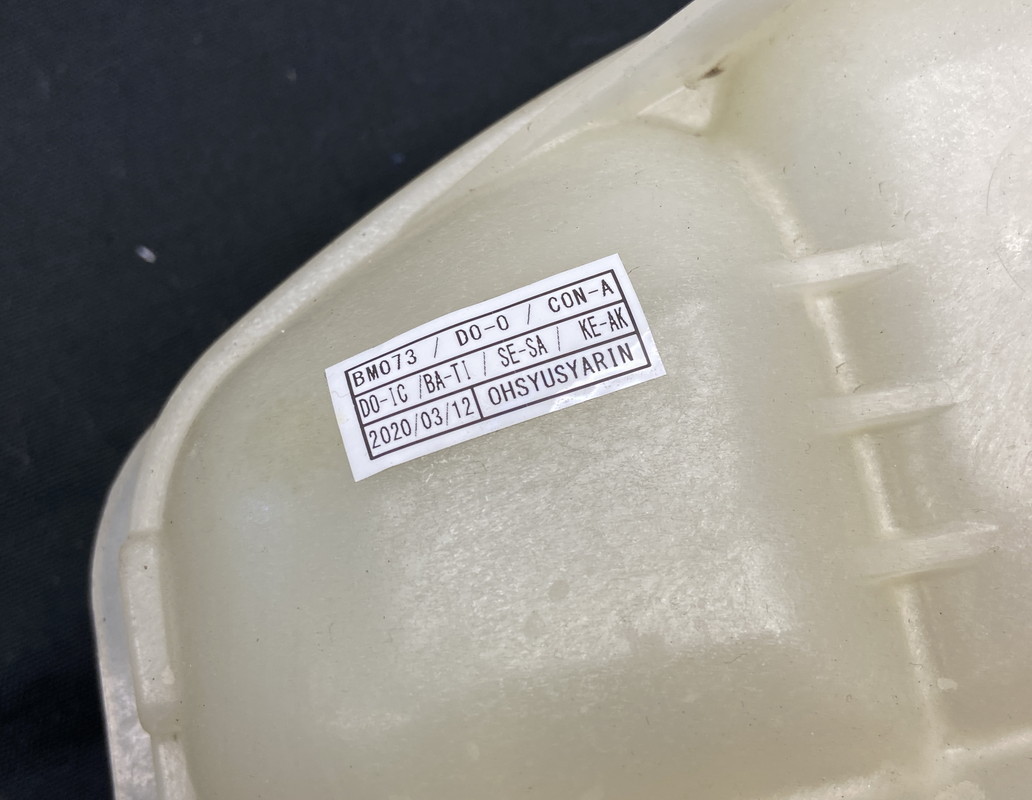 BM073 / DO-O / CON-A
DO-IC /BA-TI / SE-SA / KE-AK
2020/03/12 OHSYUSYARIN